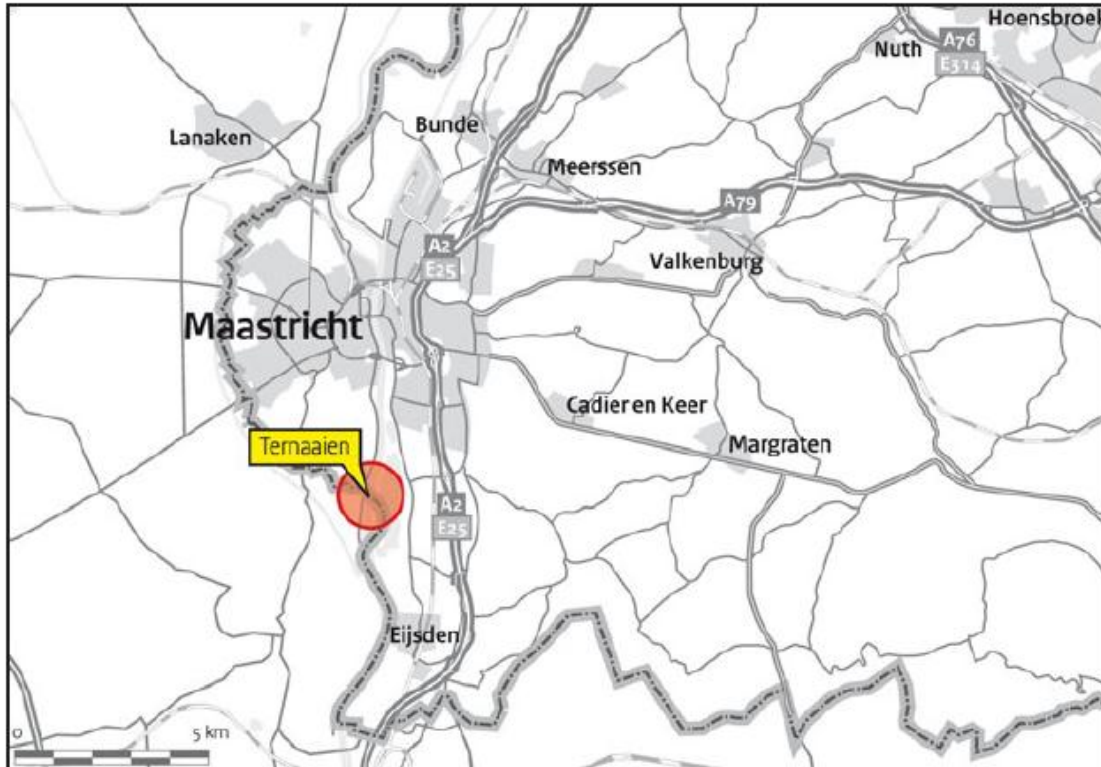 Hoensbroek
A76
Nuth
E314
Bunde
Lanaken
Meerssen
A79
A2
E25
Valkenburg
Maastricht
Cadier en Keer
Margraten
Ternaaien
A2
E25
Eijsden
0 5 km